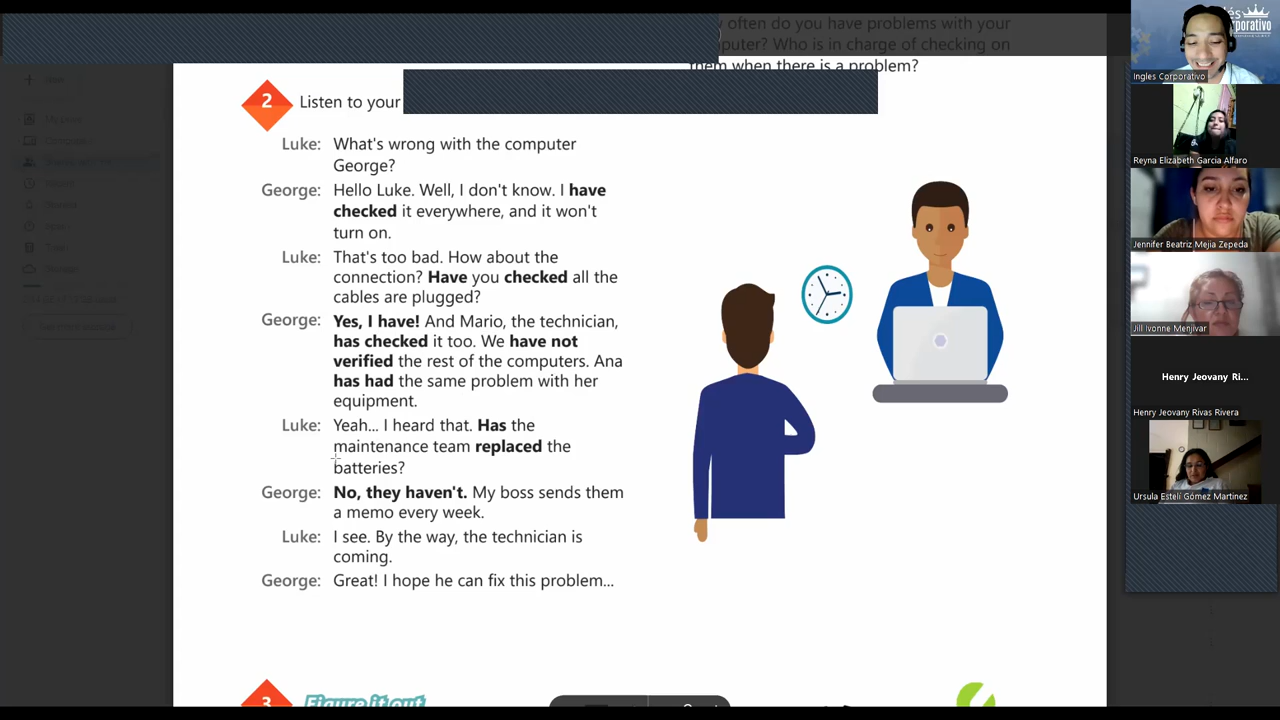 often do you have problems with your
puter? Who is in charge of checking on
them when there is a problem?
2 Listen to your
Luke: What's wrong with the computer
George?
George: Hello Luke. Well, I don't know. I have
checked it everywhere, and it won't
turn on.
Luke: That's too bad. How about the
connection? Have you checked all the
cables are plugged?
George: Yes, I have! And Mario, the technician,
has checked it too. We have not
verified the rest of the computers. Ana
has had the same problem with her
equipment.
Luke: Yeah... I heard that. Has the
maintenance team replaced the
batteries?
George: No, they haven't. My boss sends them
a memo every week.
Luke: I see. By the way, the technician is
coming.
George: Great! I hope he can fix this problem...
3 Figure it out
Ingles Corporativo
Reyna Elizabeth Garcia Alfaro
Jennifer Beatriz Mejia Zepeda
Jill Ivonne Menjivar
Henry Jeovany Ri...
Henry Jeovany Rivas Rivera
Ursula Esteli Gómez Martinez